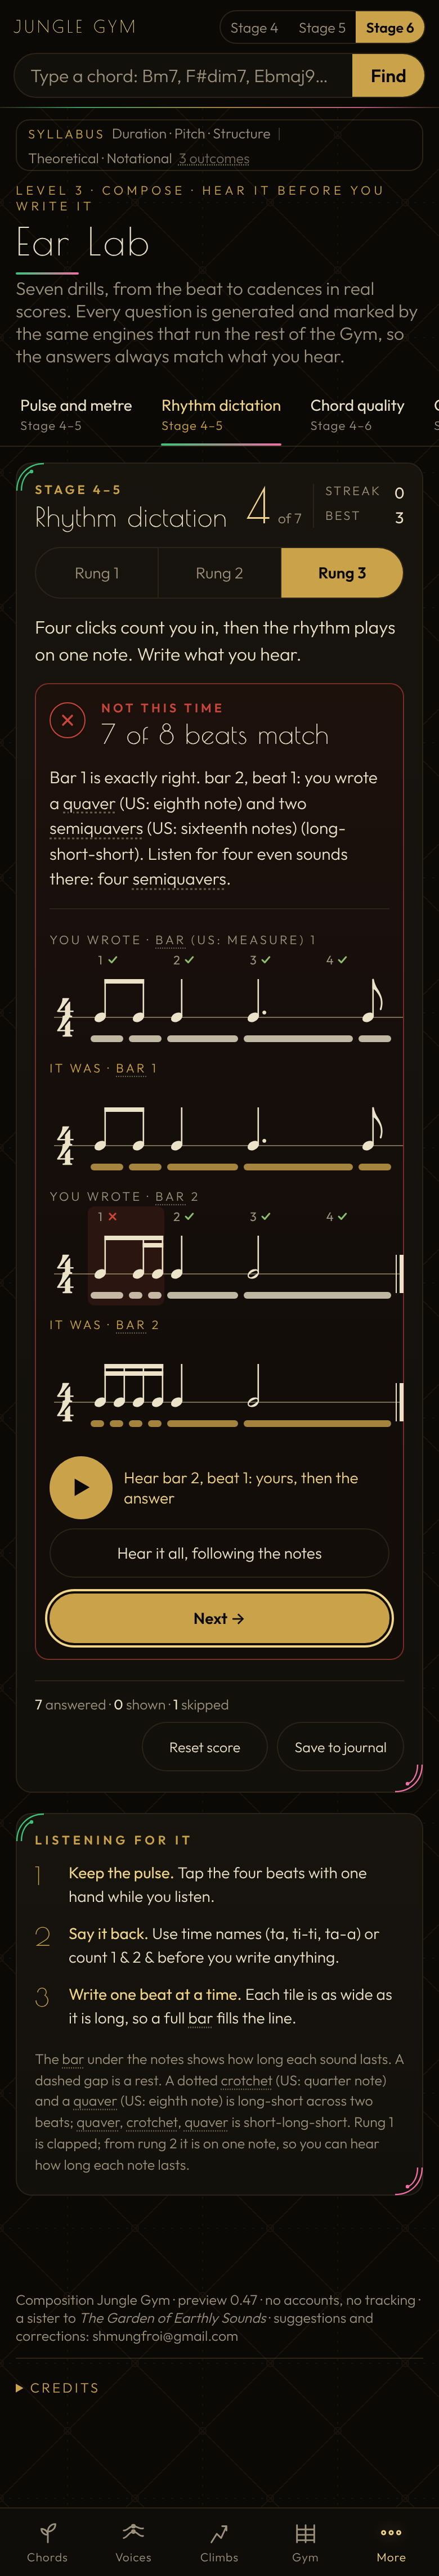 JUNGLE GYM
Stage 4 Stage 5 Stage 6
Type a chord: Bm7, F#dim7, Ebmaj9... Find
SYLLABUS Duration · Pitch · Structure |
Theoretical · Notational 3 outcomes
LEVEL 3 · COMPOSE · HEAR IT BEFORE YOU
WRITE IT
Ear Lab
Seven drills, from the beat to cadences in real
scores. Every question is generated and marked by
the same engines that run the rest of the Gym, so
the answers always match what you hear.
Pulse and metre Rhythm dictation Chord quality
Stage 4–5 Stage 4–5 Stage 4–6
STAGE 4–5
Rhythm dictation
4 of 7
STREAK 0
BEST 3
Rung 1 Rung 2 Rung 3
Four clicks count you in, then the rhythm plays
on one note. Write what you hear.
NOT THIS TIME
7 of 8 beats match
Bar 1 is exactly right. bar 2, beat 1: you wrote
a quaver (US: eighth note) and two
semiquavers (US: sixteenth notes) (long-
short-short). Listen for four even sounds
there: four semiquavers.
YOU WROTE · BAR (US: MEASURE) 1
1 ✓ 2 ✓ 3 ✓ 4 ✓
4
4
IT WAS · BAR 1
4
4
YOU WROTE · BAR 2
1 ✗ 2 ✓ 3 ✓ 4 ✓
4
4
IT WAS · BAR 2
4
4
Hear bar 2, beat 1: yours, then the
answer
Hear it all, following the notes
Next →
7 answered · 0 shown · 1 skipped
Reset score Save to journal
LISTENING FOR IT
1 Keep the pulse. Tap the four beats with one
hand while you listen.
2 Say it back. Use time names (ta, ti-ti, ta-a) or
count 1 & 2 & before you write anything.
3 Write one beat at a time. Each tile is as wide as
it is long, so a full bar fills the line.
The bar under the notes shows how long each sound lasts. A
dashed gap is a rest. A dotted crotchet (US: quarter note)
and a quaver (US: eighth note) is long-short across two
beats; quaver, crotchet, quaver is short-long-short. Rung 1
is clapped; from rung 2 it is on one note, so you can hear
how long each note lasts.
Composition Jungle Gym · preview 0.47 · no accounts, no tracking ·
a sister to The Garden of Earthly Sounds · suggestions and
corrections: shmungfroi@gmail.com
▶ CREDITS
Chords Voices Climbs Gym More